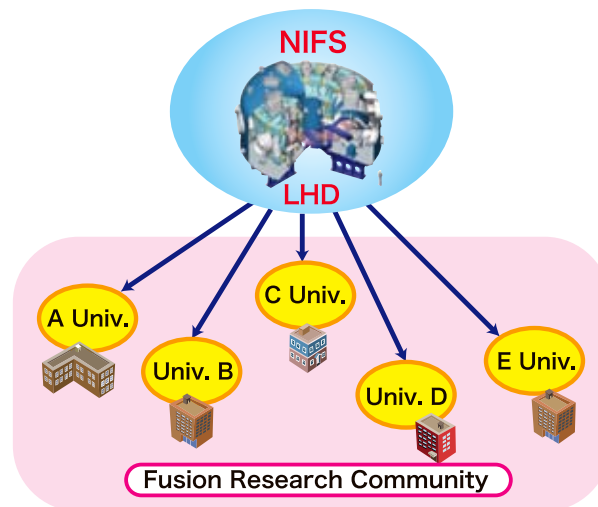 NIFS
LHD
A Univ.
Univ. B
C Univ.
Univ. D
E Univ.
Fusion Research Community